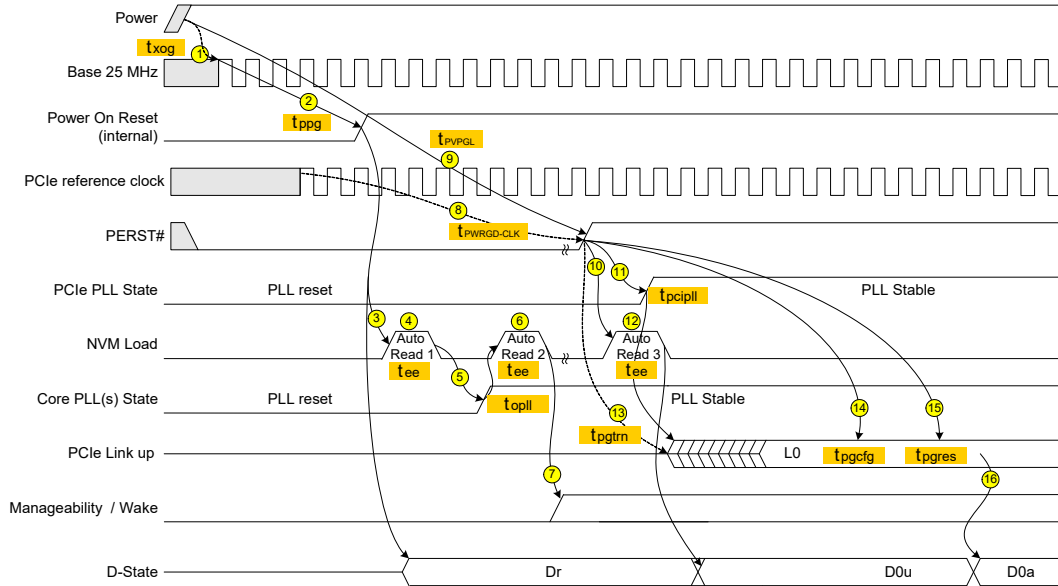 Power
txog
1
Base 25 MHz
2
tppg
Power On Reset
(internal)
tPVPGL
9
PCIe reference clock
8
tPWRGD-CLK
PERST#
10
11
PCIe PLL State
PLL reset
tpcipll
PLL Stable
3
4
6
12
NVM Load
Auto
Read 1
Auto
Read 2
Auto
Read 3
tee
tee
tee
5
Core PLL(s) State
PLL reset
topll
PLL Stable
13
14
15
tpgtrn
PCIe Link up
L0
tpgcfg
tpgres
7
16
Manageability / Wake
D-State
Dr
D0u
D0a